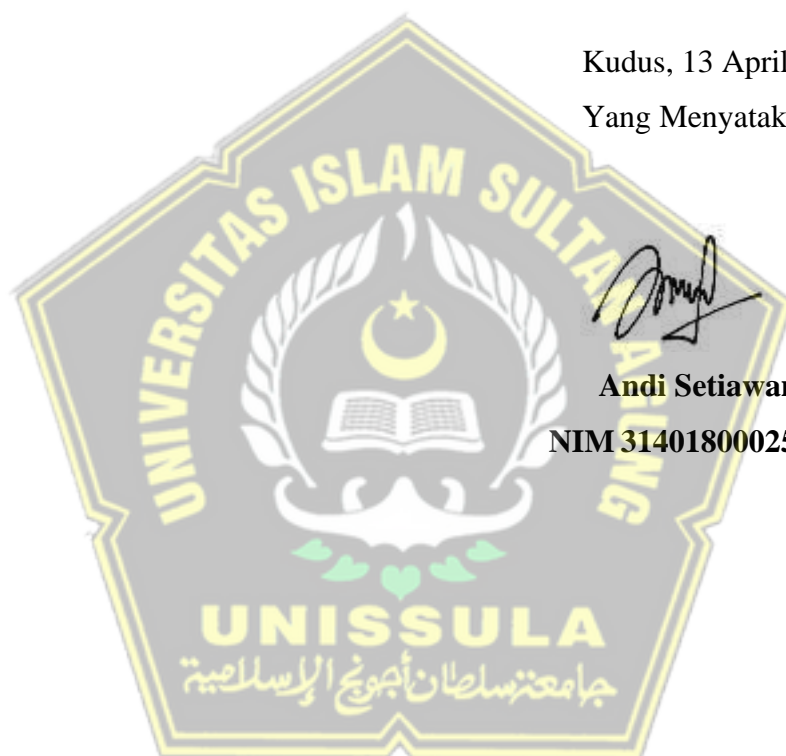 Kudus, 13 April
Yang Menyatak
UNIVERSITAS ISLAM SULTAN AGUNG
Andi Setiawan
NIM 31401800025
UNISSULA
جامعة سلطان أجونج الإسلامية